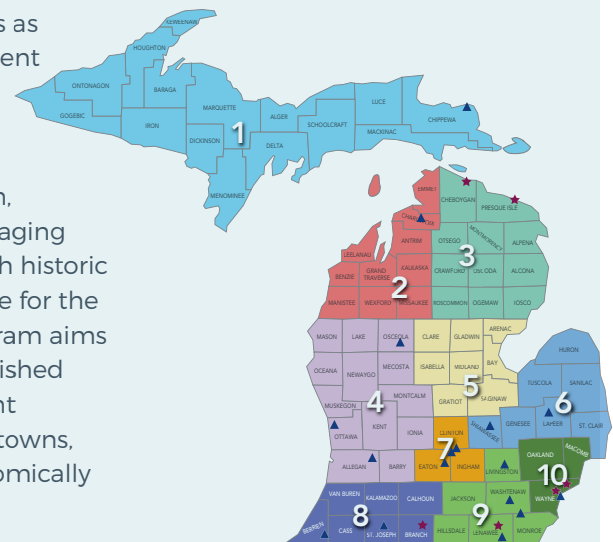 s as
ent
aging
h historic
e for the
ram aims
ished
nt
towns,
omically
KEWEENAW
HOUGHTON
ONTONAGON
BARAGA
GOGEBIC
IRON
MARQUETTE
DICKINSON
MENOMINEE
1
ALGER
DELTA
SCHOOLCRAFT
LUCE
MACKINAC
CHIPPEWA
EMMET
CHARLEVOIX
ANTRIM
LEELANAU
BENZIE
GRAND
TRAVERSE
KALKASKA
2
MANISTEE
WEXFORD
MISSAUKEE
CHEBOYGAN
PRESQUE ISLE
OTSEGO
MONTMORENCY
ALPENA
3
CRAWFORD
OSCODA
ALCONA
ROSCOMMON
OGEMAW
IOSCO
MASON
LAKE
OSCEOLA
OCEANA
NEWAYGO
MECOSTA
MUSKEGON
4
MONTCALM
OTTAWA
KENT
IONIA
ALLEGAN
BARRY
CLARE
GLADWIN
ARENAC
ISABELLA
MIDLAND
BAY
5
GRATIOT
SAGINAW
HURON
TUSCOLA
SANILAC
6
SHIAWASSEE
GENESEE
LAPEER
ST. CLAIR
CLINTON
7
EATON
INGHAM
LIVINGSTON
OAKLAND
MACOMB
10
WAYNE
VAN BUREN
KALAMAZOO
CALHOUN
8
BERRIEN
CASS
ST. JOSEPH
BRANCH
JACKSON
WASHTENAW
9
HILLSDALE
LENAWEE
MONROE